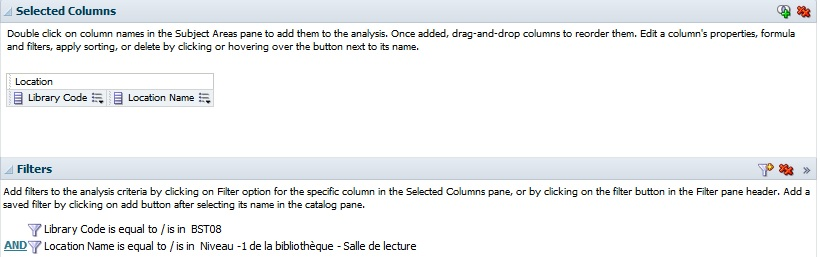 Selected Columns
Double click on column names in the Subject Areas pane to add them to the analysis. Once added, drag-and-drop columns to reorder them. Edit a column's properties, formula
and filters, apply sorting, or delete by clicking or hovering over the button next to its name.
Location
Library Code Location Name
Filters
Add filters to the analysis criteria by clicking on Filter option for the specific column in the Selected Columns pane, or by clicking on the filter button in the Filter pane header. Add a
saved filter by clicking on add button after selecting its name in the catalog pane.
Library Code is equal to / is in BST08
AND Location Name is equal to / is in Niveau -1 de la bibliothèque - Salle de lecture